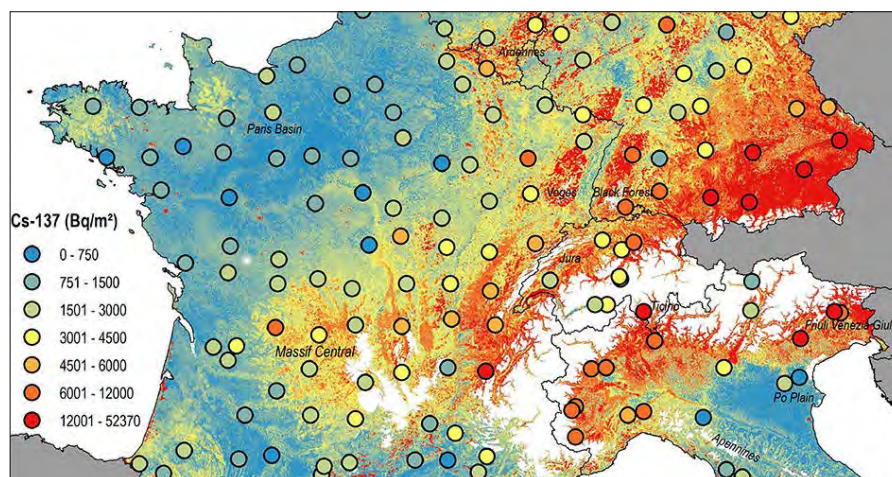 Ardennes
Paris Basin
Voges
Black Forest
Cs-137 (Bq/m²)
0 - 750
751 - 1500
1501 - 3000
3001 - 4500
4501 - 6000
6001 - 12000
12001 - 52370
Jura
Ticino
Friuli Venezia Giul
Massif Central
Po Plain
Apennines